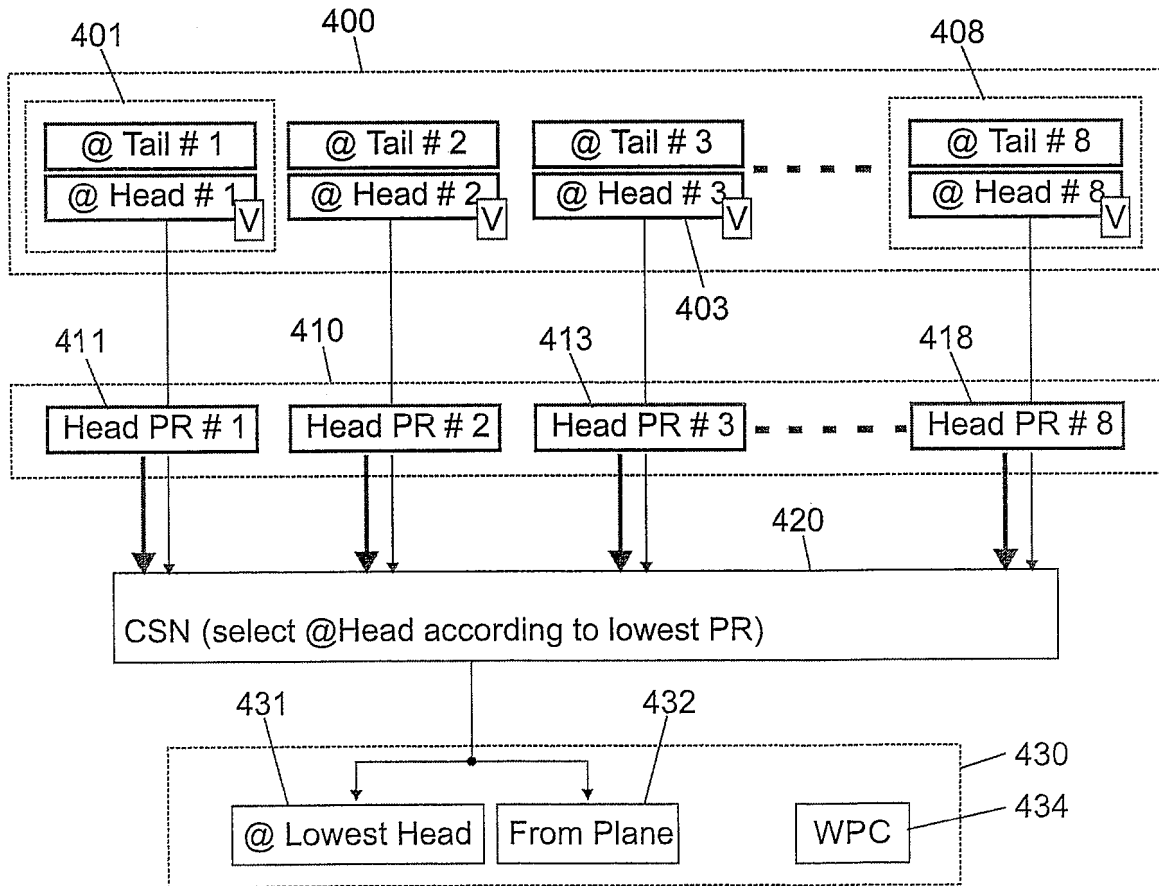 401 400 408
@ Tail # 1 @ Tail # 2 @ Tail # 3 @ Tail # 8
@ Head # 1 @ Head # 2 @ Head # 3 @ Head # 8
V V V V
403
411 410 413 418
Head PR # 1 Head PR # 2 Head PR # 3 Head PR # 8
420
CSN (select @Head according to lowest PR)
431 432
430
@ Lowest Head From Plane WPC 434